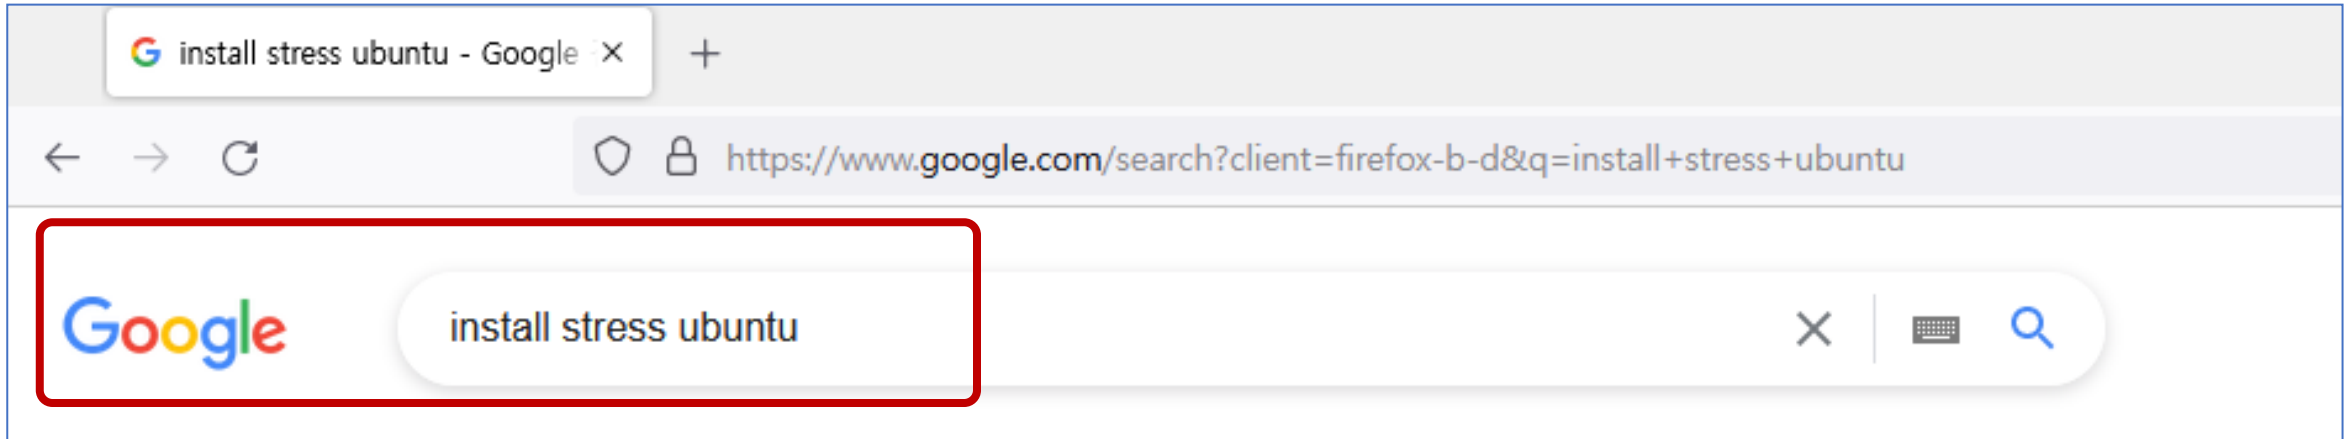 install stress ubuntu - Google
https://www.google.com/search?client=firefox-b-d&q=install+stress+ubuntu
Google install stress ubuntu